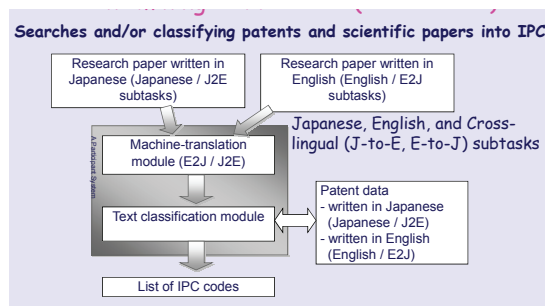 Searches and/or classifying patents and scientific papers into IPC
Research paper written in
Japanese (Japanese / J2E
subtasks)
Research paper written in
English (English / E2J
subtasks)
Japanese, English, and Cross-
lingual (J-to-E, E-to-J) subtasks
A Participant System
Machine-translation
module (E2J / J2E)
Text classification module
Patent data
- written in Japanese
(Japanese / J2E)
- written in English
(English / E2J)
List of IPC codes